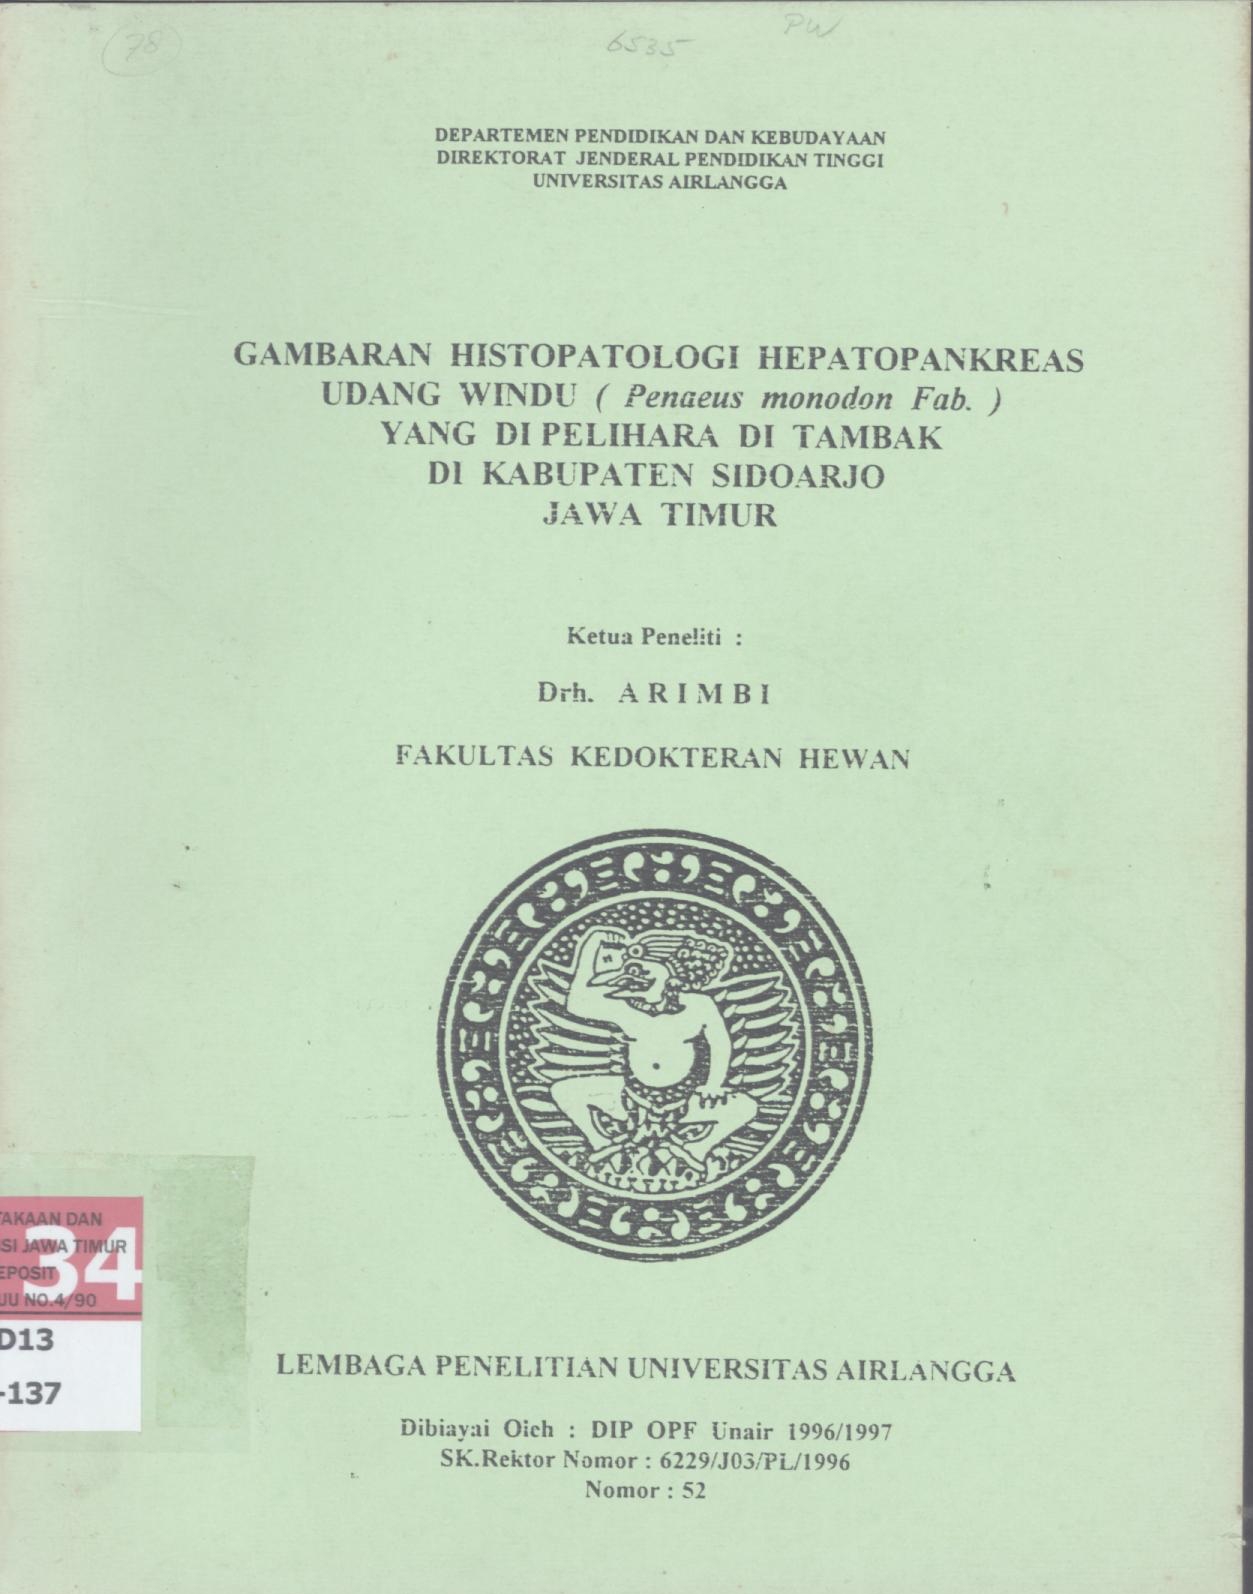 78
6535
PW
DEPARTEMEN PENDIDIKAN DAN KEBUDAYAAN
DIREKTORAT JENDERAL PENDIDIKAN TINGGI
UNIVERSITAS AIRLANGGA
GAMBARAN HISTOPATOLOGI HEPATOPANKREAS
UDANG WINDU ( Penaeus monodon Fab. )
YANG DI PELIHARA DI TAMBAK
DI KABUPATEN SIDOARJO
JAWA TIMUR
Ketua Peneliti :
Drh. A R I M B I
FAKULTAS KEDOKTERAN HEWAN
TAKAAN DAN
SI JAWA TIMUR
EPOSIT
UU NO.4/90
34
D13
-137
LEMBAGA PENELITIAN UNIVERSITAS AIRLANGGA
Dibiayai Oleh : DIP OPF Unair 1996/1997
SK.Rektor Nomor : 6229/J03/PL/1996
Nomor : 52